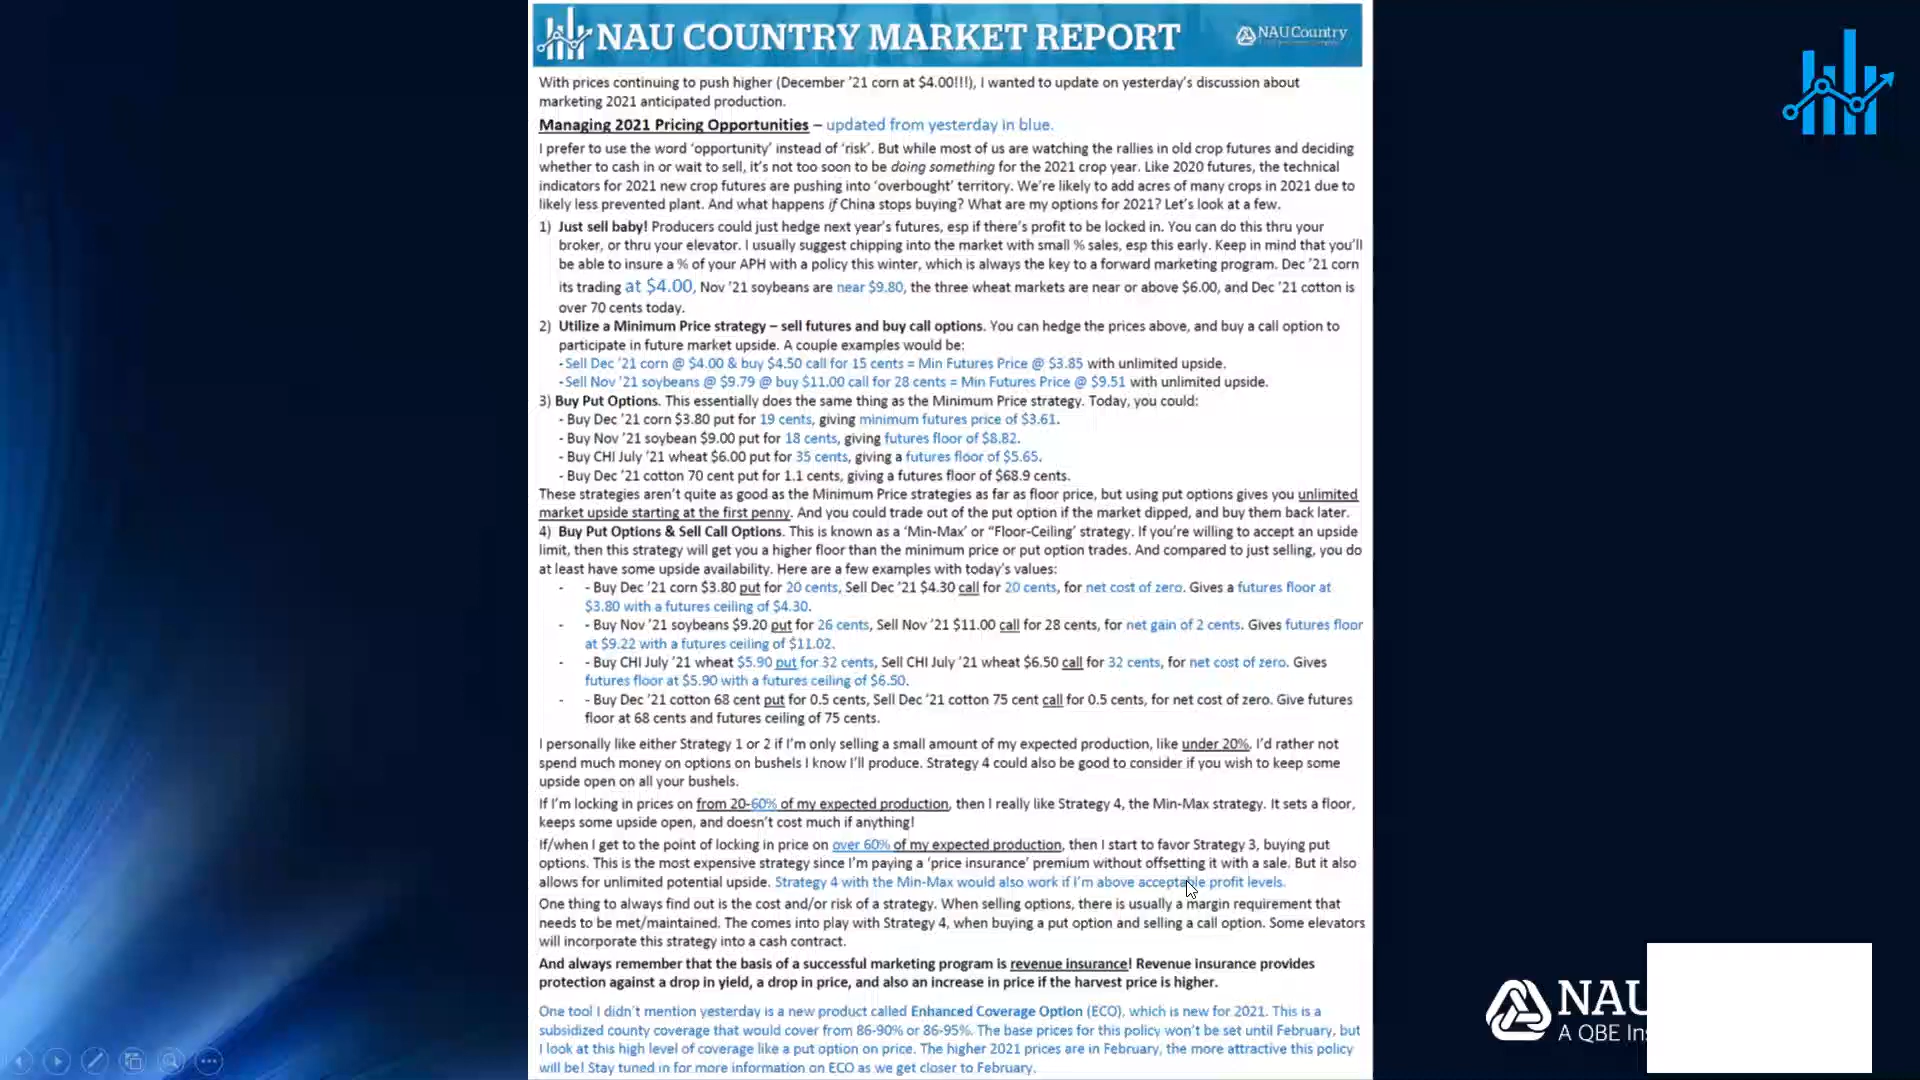 NAU COUNTRY MARKET REPORT
NAU Country
With prices continuing to push higher (December '21 corn at $4.00!!!), I wanted to update on yesterday's discussion about
marketing 2021 anticipated production.
Managing 2021 Pricing Opportunities – updated from yesterday in blue.
I prefer to use the word 'opportunity' instead of 'risk'. But while most of us are watching the rallies in old crop futures and deciding
whether to cash in or wait to sell, it's not too soon to be doing something for the 2021 crop year. Like 2020 futures, the technical
indicators for 2021 new crop futures are pushing into 'overbought' territory. We're likely to add acres of many crops in 2021 due to
likely less prevented plant. And what happens if China stops buying? What are my options for 2021? Let's look at a few.
1) Just sell baby! Producers could just hedge next year's futures, esp if there's profit to be locked in. You can do this thru your
broker, or thru your elevator. I usually suggest chipping into the market with small % sales, esp this early. Keep in mind that you'll
be able to insure a % of your APH with a policy this winter, which is always the key to a forward marketing program. Dec '21 corn
its trading at $4.00, Nov '21 soybeans are near $9.80, the three wheat markets are near or above $6.00, and Dec '21 cotton is
over 70 cents today.
2) Utilize a Minimum Price strategy – sell futures and buy call options. You can hedge the prices above, and buy a call option to
participate in future market upside. A couple examples would be:
- Sell Dec '21 corn @ $4.00 & buy $4.50 call for 15 cents = Min Futures Price @ $3.85 with unlimited upside.
- Sell Nov '21 soybeans @ $9.79 @ buy $11.00 call for 28 cents = Min Futures Price @ $9.51 with unlimited upside.
3) Buy Put Options. This essentially does the same thing as the Minimum Price strategy. Today, you could:
- Buy Dec '21 corn $3.80 put for 19 cents, giving minimum futures price of $3.61.
- Buy Nov '21 soybean $9.00 put for 18 cents, giving futures floor of $8.82.
- Buy CHI July '21 wheat $6.00 put for 35 cents, giving a futures floor of $5.65.
- Buy Dec '21 cotton 70 cent put for 1.1 cents, giving a futures floor of $68.9 cents.
These strategies aren't quite as good as the Minimum Price strategies as far as floor price, but using put options gives you unlimited
market upside starting at the first penny. And you could trade out of the put option if the market dipped, and buy them back later.
4) Buy Put Options & Sell Call Options. This is known as a 'Min-Max' or "Floor-Ceiling' strategy. If you're willing to accept an upside
limit, then this strategy will get you a higher floor than the minimum price or put option trades. And compared to just selling, you do
at least have some upside availability. Here are a few examples with today's values:
- - Buy Dec '21 corn $3.80 put for 20 cents, Sell Dec '21 $4.30 call for 20 cents, for net cost of zero. Gives a futures floor at
$3.80 with a futures ceiling of $4.30.
- - Buy Nov '21 soybeans $9.20 put for 26 cents, Sell Nov '21 $11.00 call for 28 cents, for net gain of 2 cents. Gives futures floor
at $9.22 with a futures ceiling of $11.02.
- - Buy CHI July '21 wheat $5.90 put for 32 cents, Sell CHI July '21 wheat $6.50 call for 32 cents, for net cost of zero. Gives
futures floor at $5.90 with a futures ceiling of $6.50.
- - Buy Dec '21 cotton 68 cent put for 0.5 cents, Sell Dec '21 cotton 75 cent call for 0.5 cents, for net cost of zero. Give futures
floor at 68 cents and futures ceiling of 75 cents.
I personally like either Strategy 1 or 2 if I'm only selling a small amount of my expected production, like under 20%. I'd rather not
spend much money on options on bushels I know I'll produce. Strategy 4 could also be good to consider if you wish to keep some
upside open on all your bushels.
If I'm locking in prices on from 20-60% of my expected production, then I really like Strategy 4, the Min-Max strategy. It sets a floor,
keeps some upside open, and doesn't cost much if anything!
If/when I get to the point of locking in price on over 60% of my expected production, then I start to favor Strategy 3, buying put
options. This is the most expensive strategy since I'm paying a 'price insurance' premium without offsetting it with a sale. But it also
allows for unlimited potential upside. Strategy 4 with the Min-Max would also work if I'm above acceptable profit levels.
One thing to always find out is the cost and/or risk of a strategy. When selling options, there is usually a margin requirement that
needs to be met/maintained. The comes into play with Strategy 4, when buying a put option and selling a call option. Some elevators
will incorporate this strategy into a cash contract.
And always remember that the basis of a successful marketing program is revenue insurance! Revenue insurance provides
protection against a drop in yield, a drop in price, and also an increase in price if the harvest price is higher.
One tool I didn't mention yesterday is a new product called Enhanced Coverage Option (ECO), which is new for 2021. This is a
subsidized county coverage that would cover from 86-90% or 86-95%. The base prices for this policy won't be set until February, but
I look at this high level of coverage like a put option on price. The higher 2021 prices are in February, the more attractive this policy
will be! Stay tuned in for more information on ECO as we get closer to February.
NAU
A QBE Ins